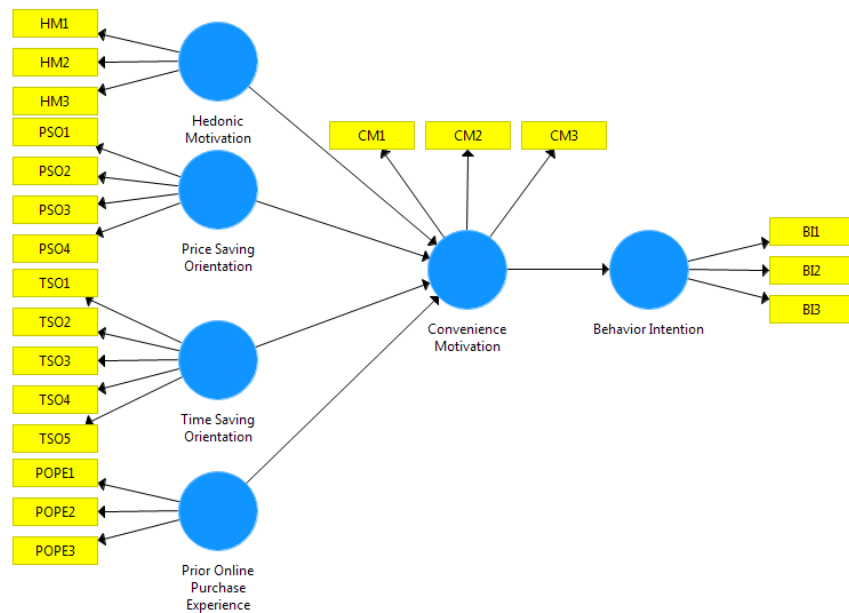 HM1
HM2
HM3
Hedonic
Motivation
PSO1
PSO2
PSO3
PSO4
Price Saving
Orientation
TSO1
TSO2
TSO3
TSO4
TSO5
Time Saving
Orientation
POPE1
POPE2
POPE3
Prior Online
Purchase
Experience
CM1
CM2
CM3
Convenience
Motivation
Behavior Intention
BI1
BI2
BI3